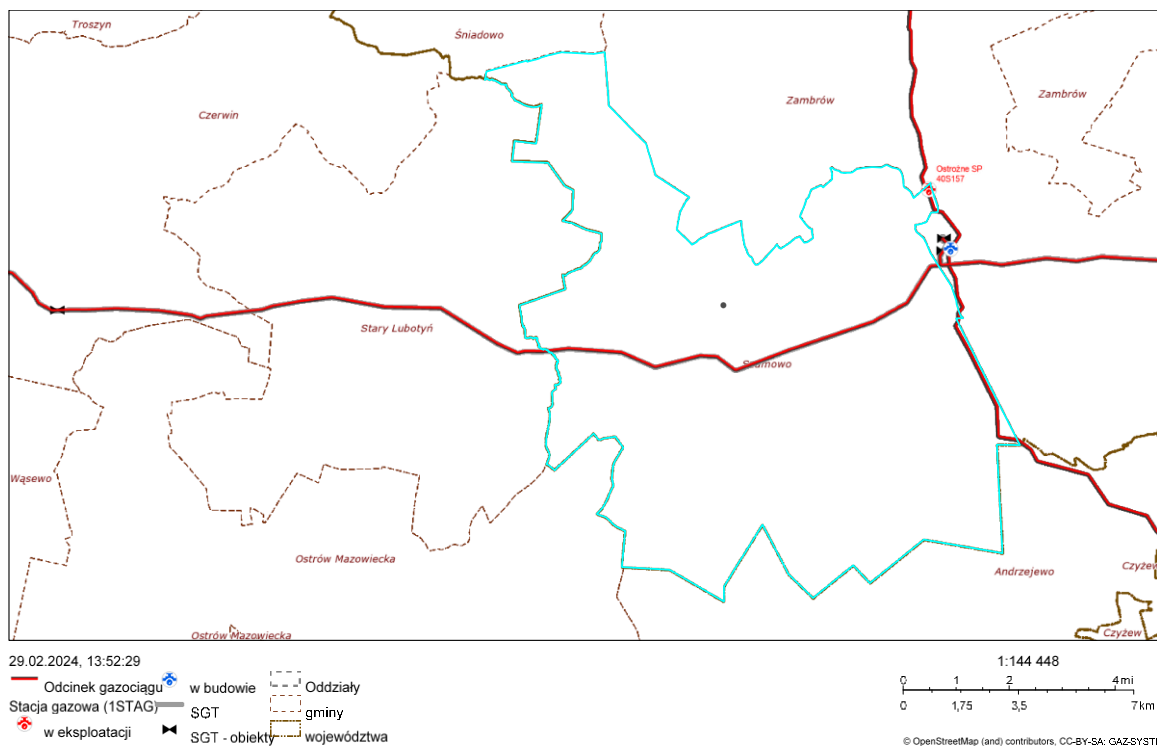 Troszyn
Śniadowo
Zambrów
Zambrów
Czerwin
Ostrożne SP
40S157
Stary Lubotyń
Szumowo
Wąsewo
Ostrów Mazowiecka
Andrzejewo
Czyżew
Ostrów Mazowiecka
Czyżew
29.02.2024, 13:52:29
1:144 448
Odcinek gazociągu
w budowie
Oddziały
0 1 2 4 mi
Stacja gazowa (1STAG)
SGT
gminy
0 1,75 3,5 7 km
w eksploatacji
SGT - obiekty
województwa
© OpenStreetMap (and) contributors, CC-BY-SA: GAZ-SYSTE